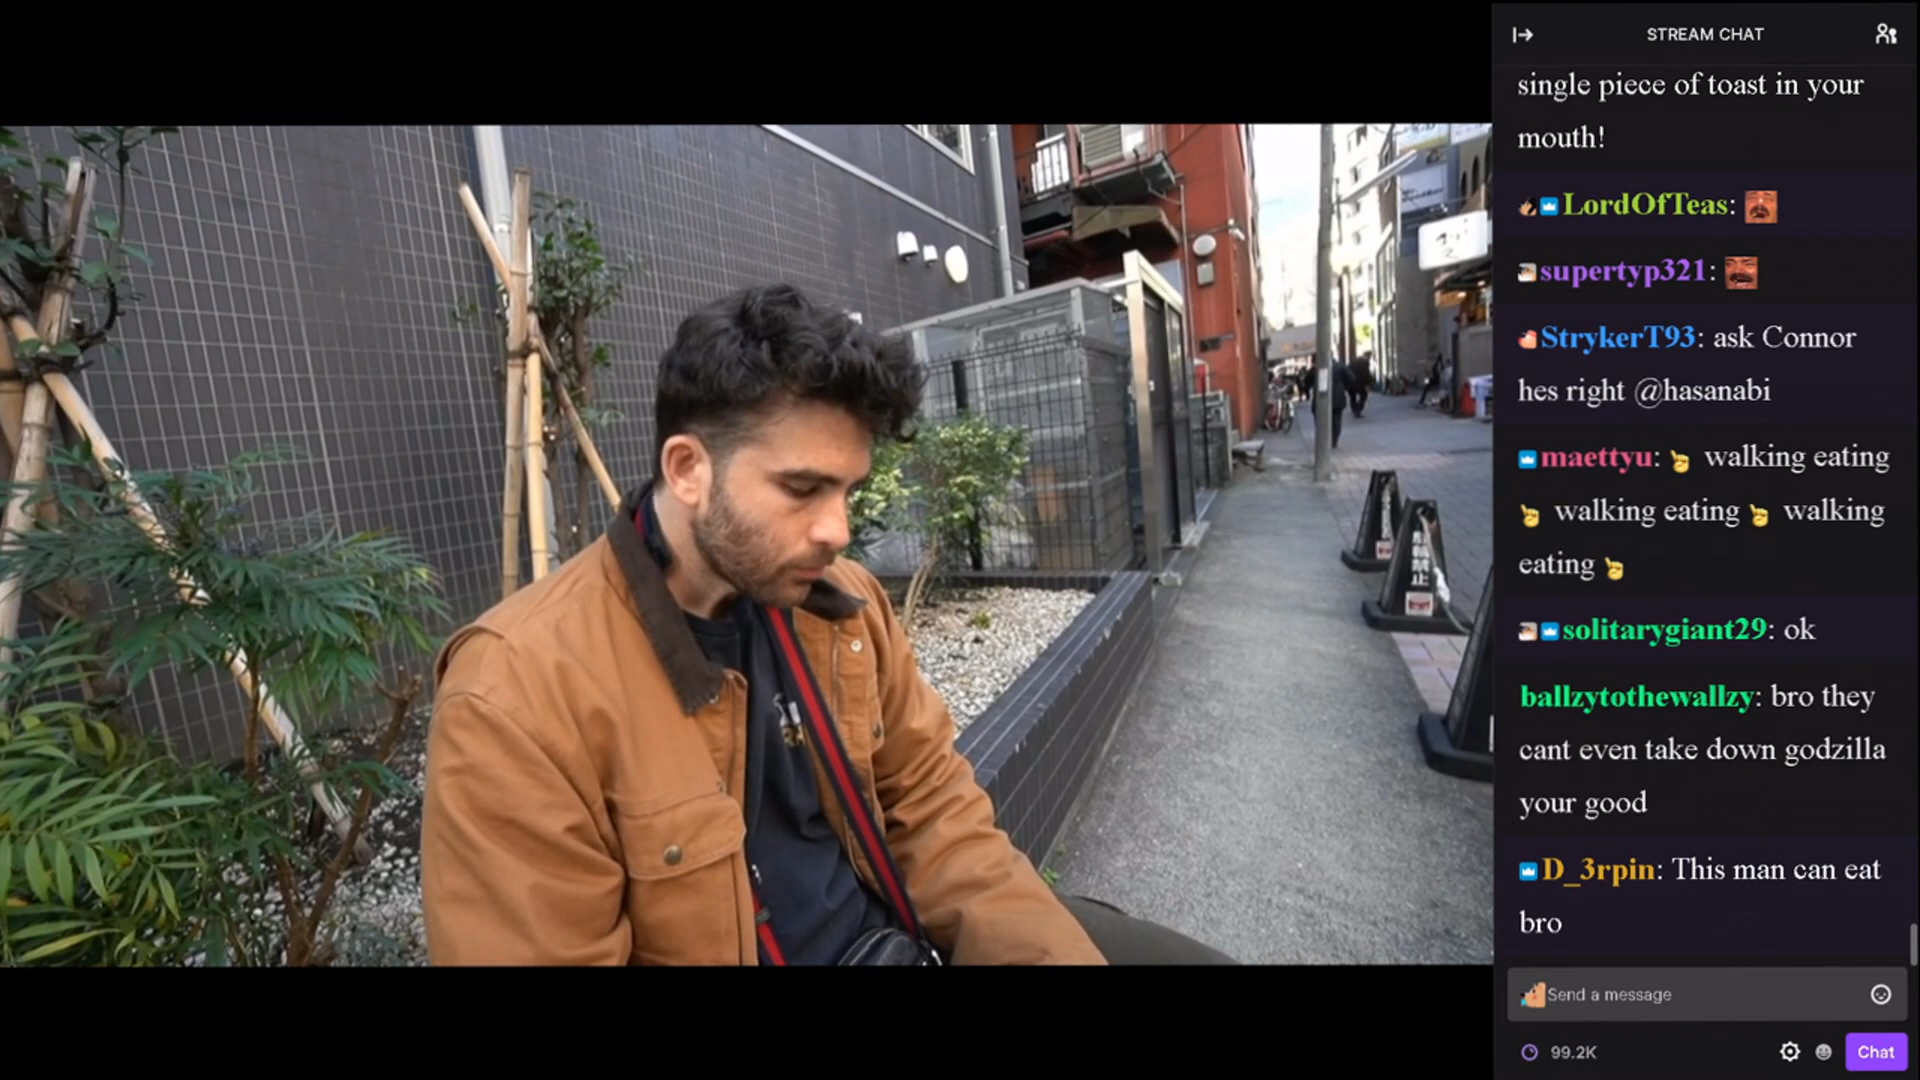 STREAM CHAT
single piece of toast in your
mouth!
LordOfTeas:
supertyp321:
StrykerT93: ask Connor
hes right @hasanabi
maettyu: walking eating
walking eating walking
eating
solitarygiant29: ok
ballzytothewallzy: bro they
cant even take down godzilla
your good
D_3rpin: This man can eat
bro
Send a message
99.2K
Chat